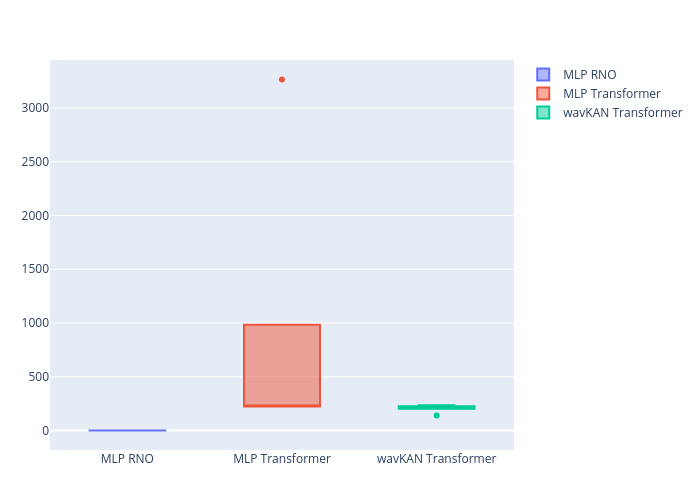 3000
2500
2000
1500
1000
500
0
MLP RNO
MLP Transformer
wavKAN Transformer
MLP RNO
MLP Transformer
wavKAN Transformer